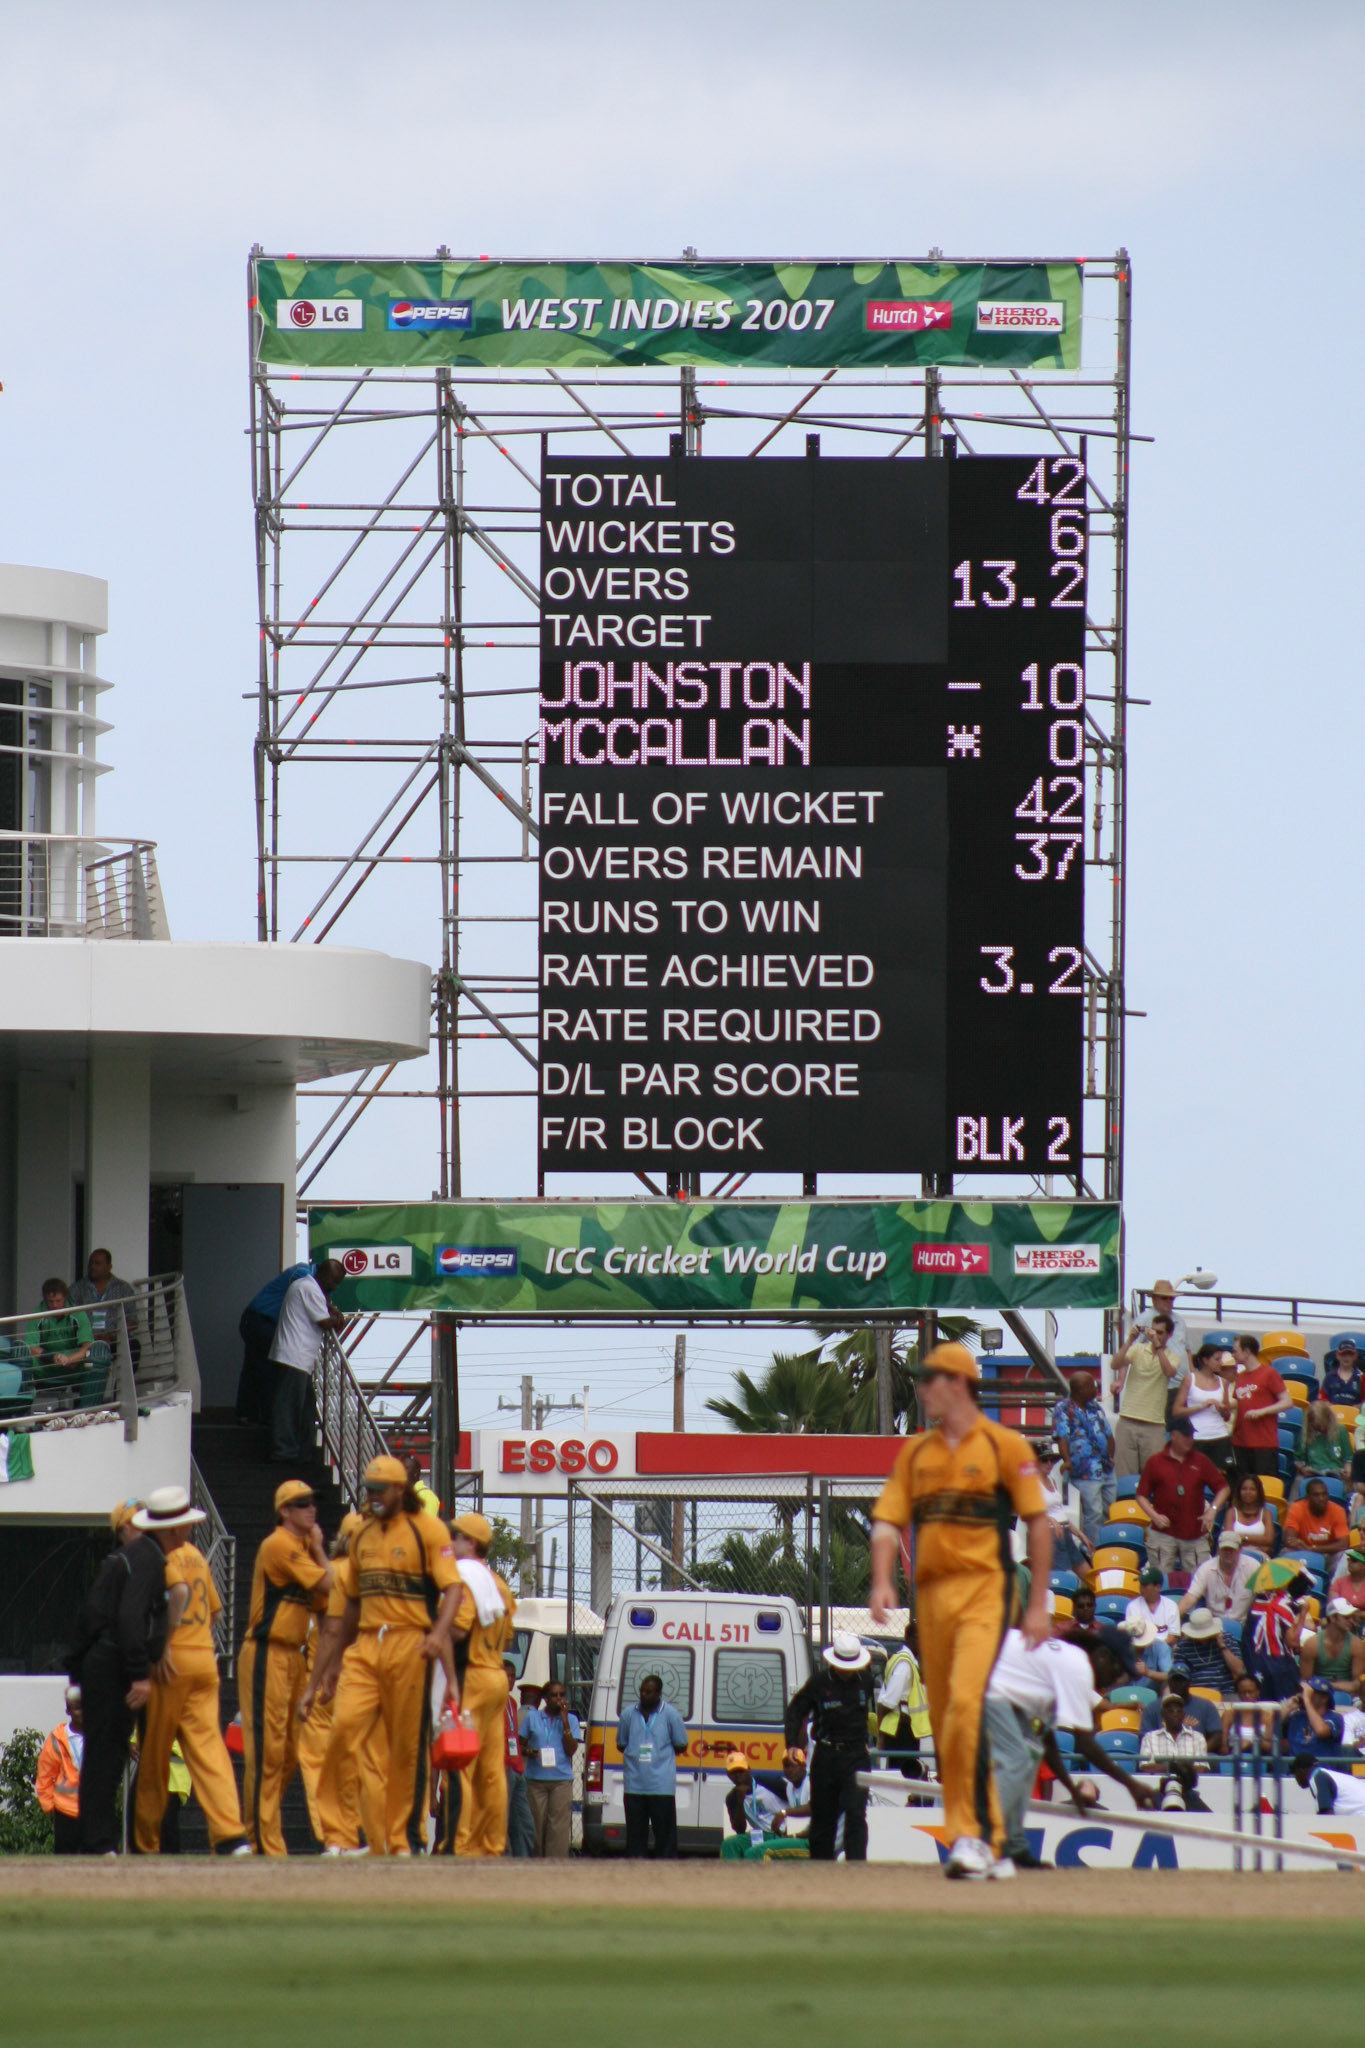 LG PEPSI WEST INDIES 2007 HUTCH HERO HONDA
TOTAL 42
WICKETS 6
OVERS 13.2
TARGET
JOHNSTON - 10
MCCALLAN * 0
FALL OF WICKET 42
OVERS REMAIN 37
RUNS TO WIN
RATE ACHIEVED 3.2
RATE REQUIRED
D/L PAR SCORE
F/R BLOCK BLK 2
LG PEPSI ICC Cricket World Cup HUTCH HERO HONDA
ESSO
CALL 511
23